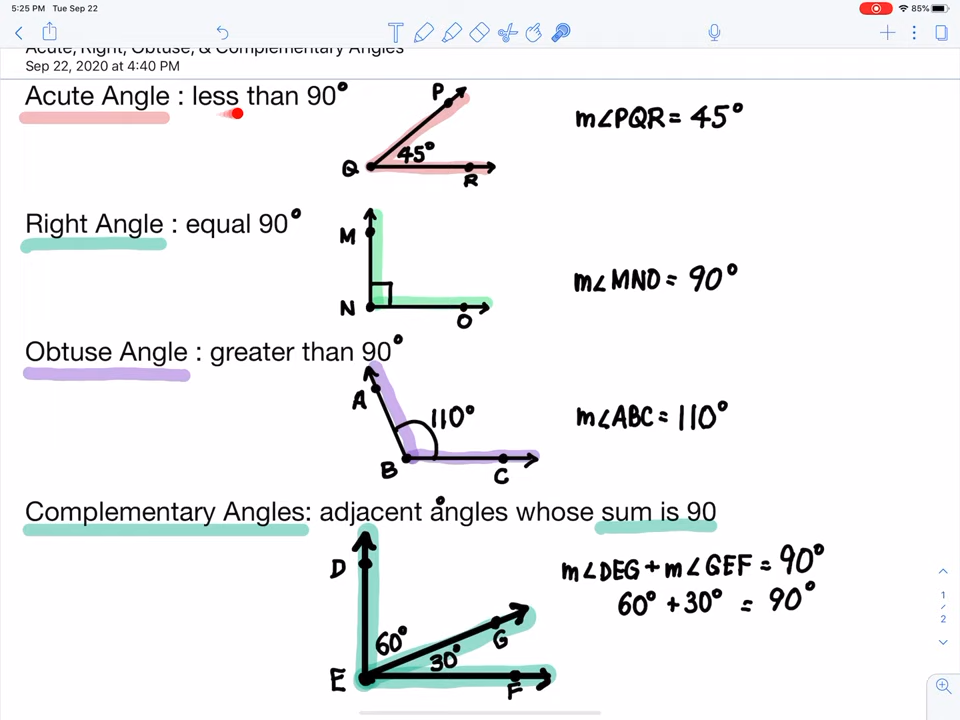 5:25 PM Tue Sep 22
85%
Acute, Right, Obtuse, & Complementary Angles
Sep 22, 2020 at 4:40 PM
Acute Angle : less than 90°
P
45°
Q
R
m∠PQR = 45°
Right Angle : equal 90°
M
N
O
m∠MNO = 90°
Obtuse Angle : greater than 90°
A
110°
B
C
m∠ABC = 110°
Complementary Angles: adjacent angles whose sum is 90
°
D
60°
G
30°
E
F
m∠DEG + m∠GEF = 90°
60° + 30° = 90°
1
/
2